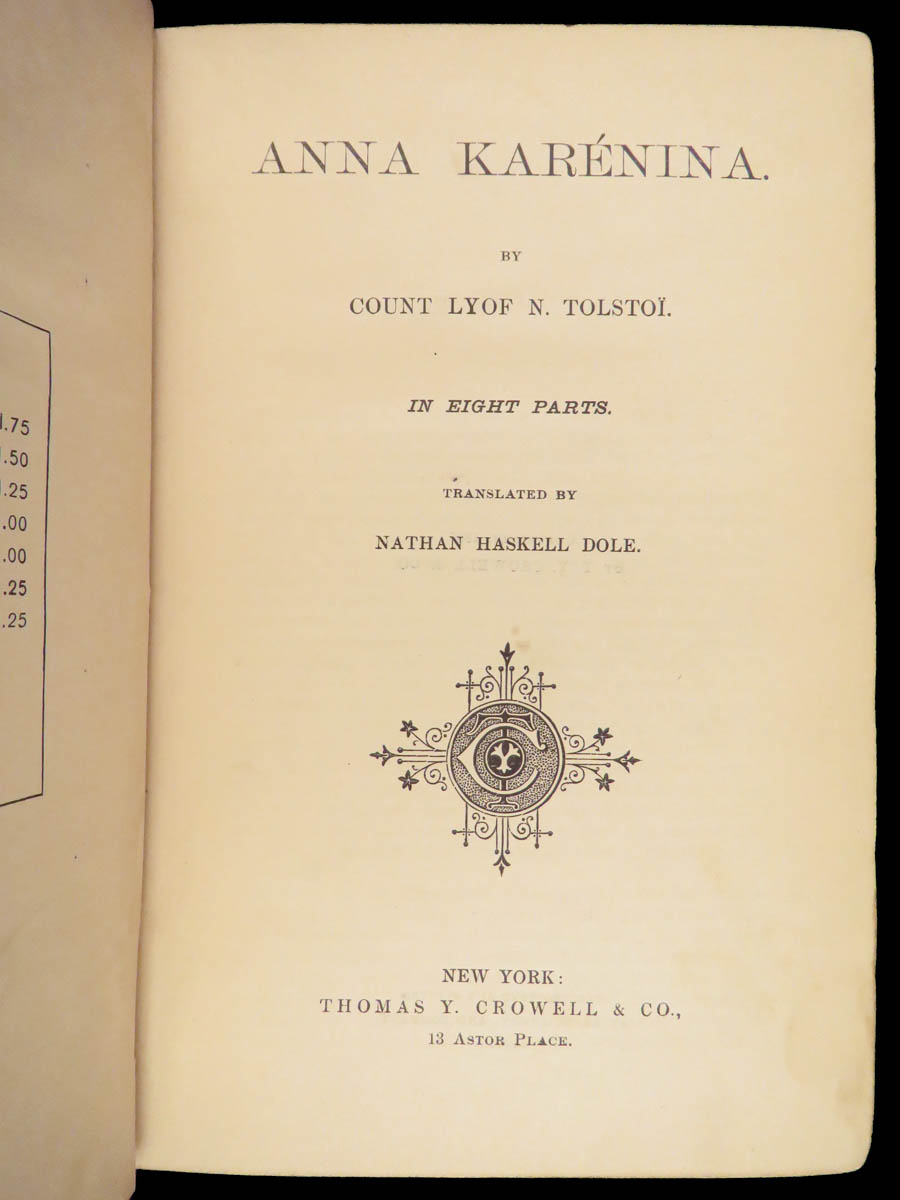 .75
.50
.25
.00
.00
.25
.25
ANNA KARÉNINA.
BY
COUNT LYOF N. TOLSTOÏ.
IN EIGHT PARTS.
TRANSLATED BY
NATHAN HASKELL DOLE.
NEW YORK:
THOMAS Y. CROWELL & CO.,
13 ASTOR PLACE.